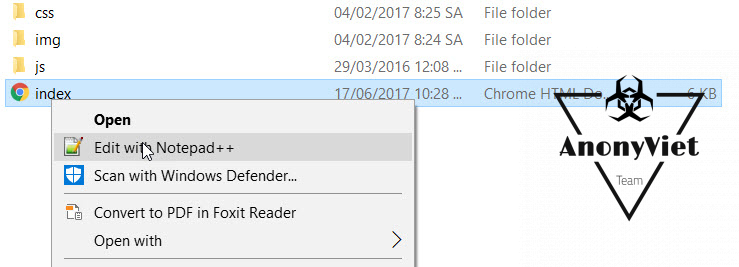 css 04/02/2017 8:25 SA File folder
img 04/02/2017 8:24 SA File folder
js 29/03/2016 12:08 ... File folder
index 17/06/2017 10:28 ... Chrome HTML Do... 6 KB
Open
Edit with Notepad++
Scan with Windows Defender...
Convert to PDF in Foxit Reader
Open with
AnonyViet
Team